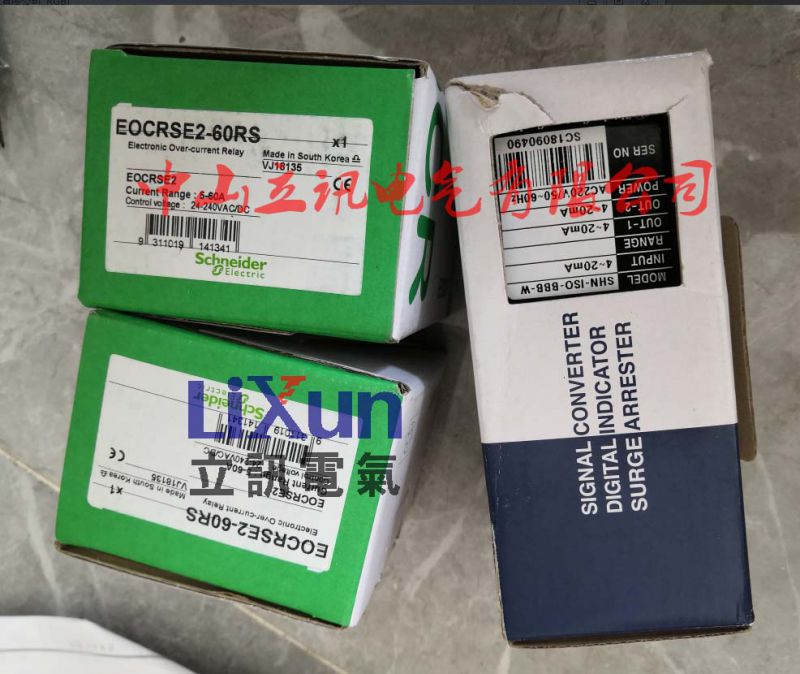 EOCRSE2-60RS
x1
Electronic Over-current Relay
Made in South Korea
VJ18135
CE
EOCRSE2
Current Range : 5-60A
Control voltage : 24-240VAC/DC
9 311019 141341
Schneider
Electric
中山立讯电气有限公司
SER NO
SC18090490
POWER
AC220V/50~60Hz
OUT-2
4~20mA
OUT-1
4~20mA
RANGE
INPUT
4~20mA
MODEL
SHN-ISO-BBB-W
SIGNAL CONVERTER
DIGITAL INDICATOR
SURGE ARRESTER
LiXun
立訊電氣
EOCRSE2-60RS
x1
Electronic Over-current Relay
Made in South Korea
VJ18135
CE
EOCRSE2
Schneider
Electric